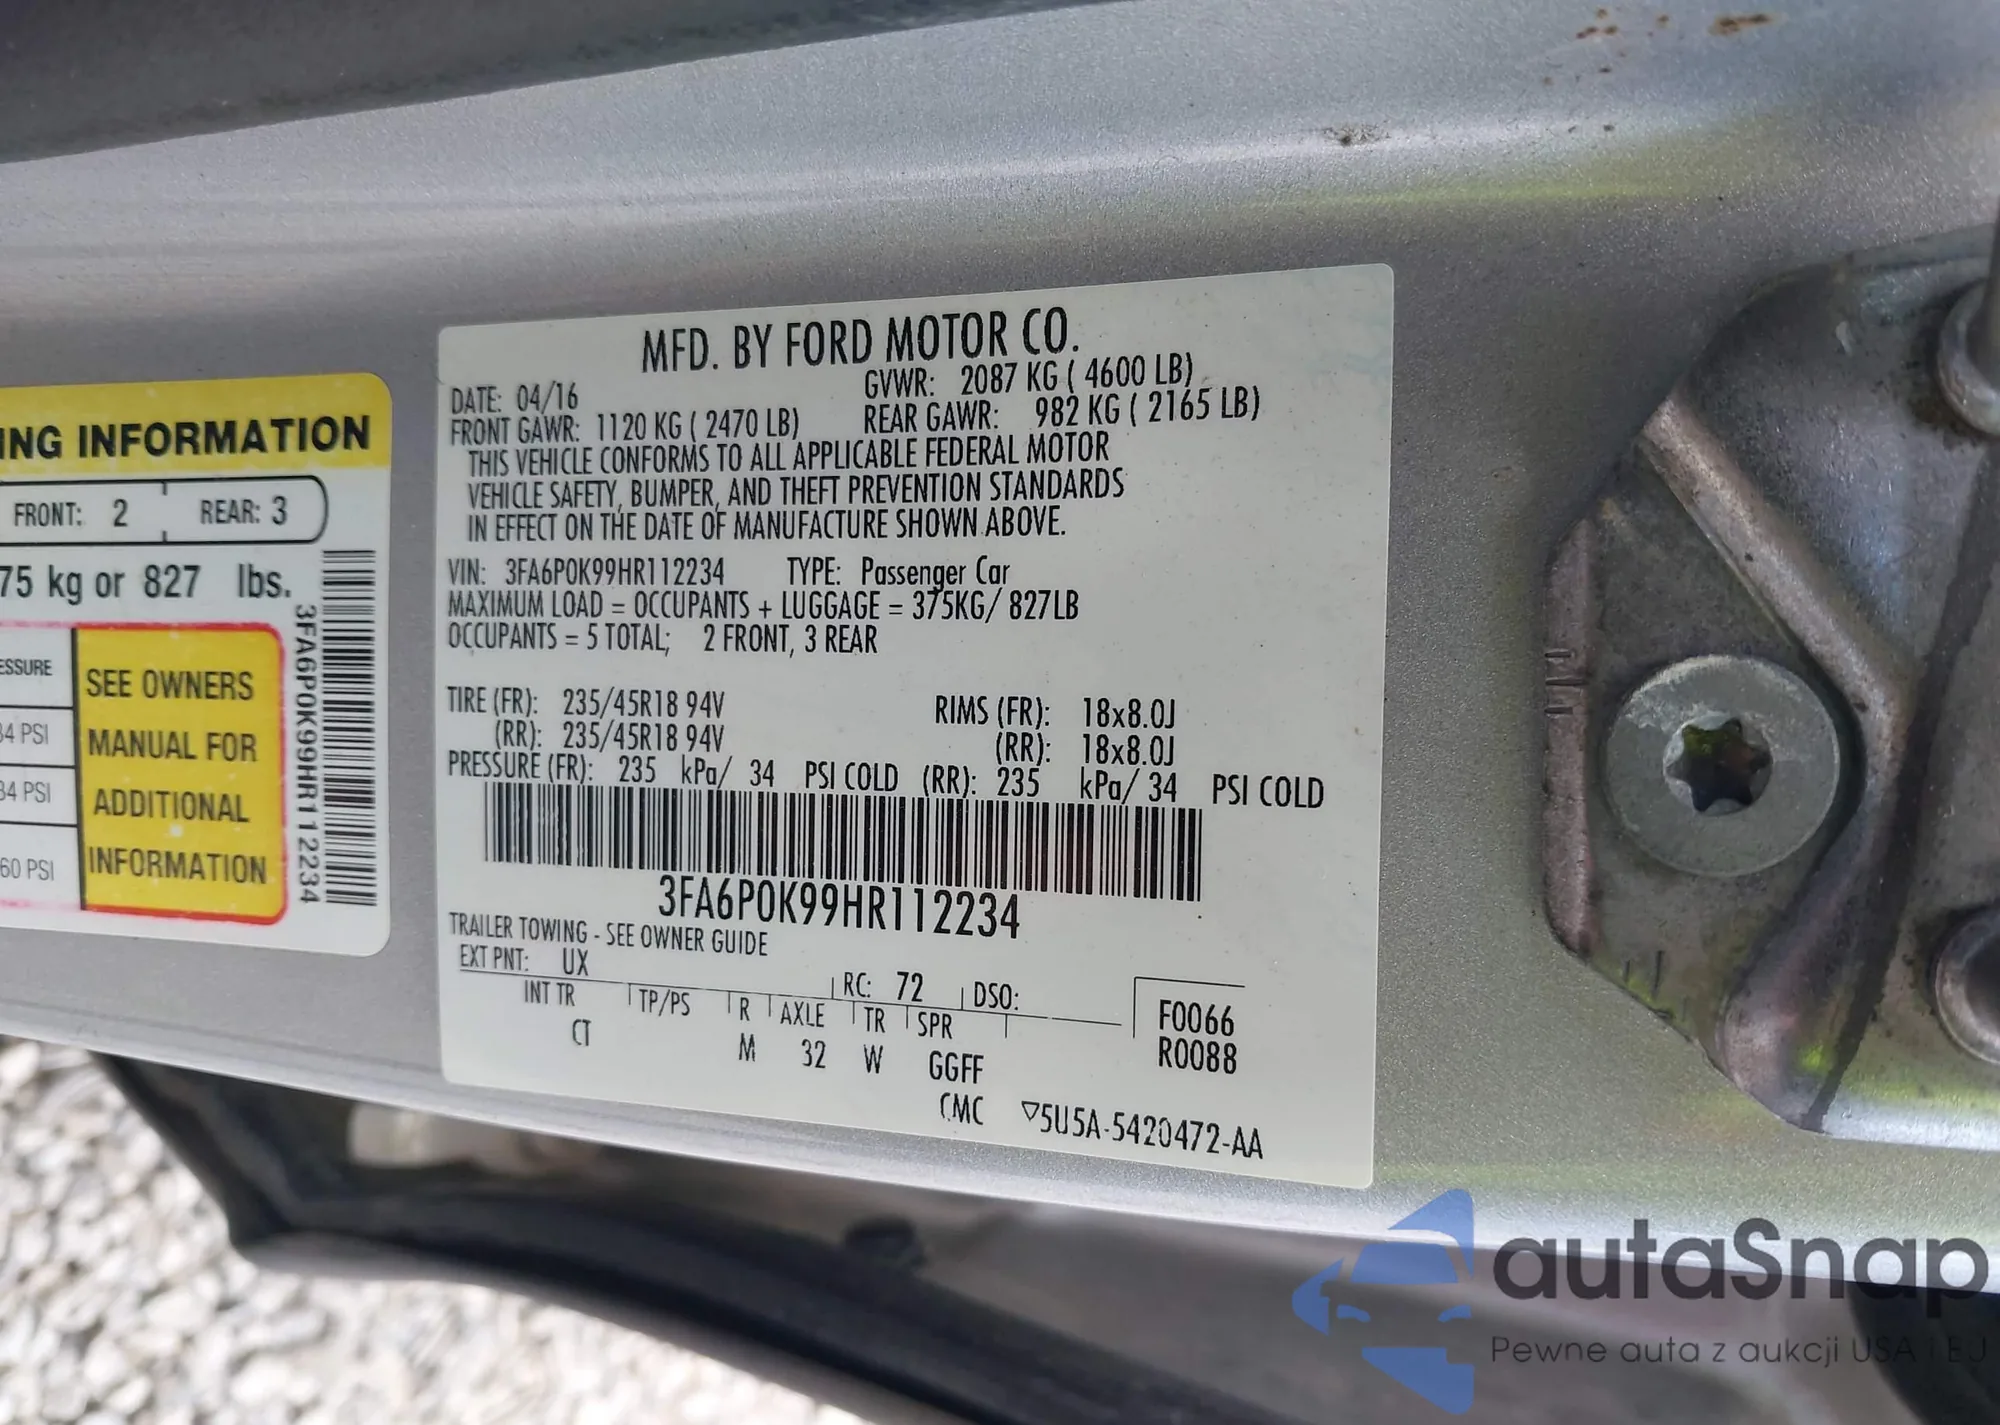 ING INFORMATION
FRONT: 2 REAR: 3
75 kg or 827 lbs.
ESSURE
34 PSI
34 PSI
60 PSI
SEE OWNERS
MANUAL FOR
ADDITIONAL
INFORMATION
3FA6P0K99HR112234
MFD. BY FORD MOTOR CO.
DATE: 04/16 GVWR: 2087 KG ( 4600 LB)
FRONT GAWR: 1120 KG ( 2470 LB) REAR GAWR: 982 KG ( 2165 LB)
THIS VEHICLE CONFORMS TO ALL APPLICABLE FEDERAL MOTOR
VEHICLE SAFETY, BUMPER, AND THEFT PREVENTION STANDARDS
IN EFFECT ON THE DATE OF MANUFACTURE SHOWN ABOVE.
VIN: 3FA6P0K99HR112234 TYPE: Passenger Car
MAXIMUM LOAD = OCCUPANTS + LUGGAGE = 375KG/ 827LB
OCCUPANTS = 5 TOTAL; 2 FRONT, 3 REAR
TIRE (FR): 235/45R18 94V RIMS (FR): 18x8.0J
(RR): 235/45R18 94V (RR): 18x8.0J
PRESSURE (FR): 235 kPa/ 34 PSI COLD (RR): 235 kPa/ 34 PSI COLD
3FA6P0K99HR112234
TRAILER TOWING - SEE OWNER GUIDE
EXT PNT: UX RC: 72 DSO:
INT TR TP/PS R AXLE TR SPR
CT M 32 W GGFF
CMC
F0066
R0088
▽5U5A-5420472-AA
autaSnap
Pewne auta z aukcji USA i EU